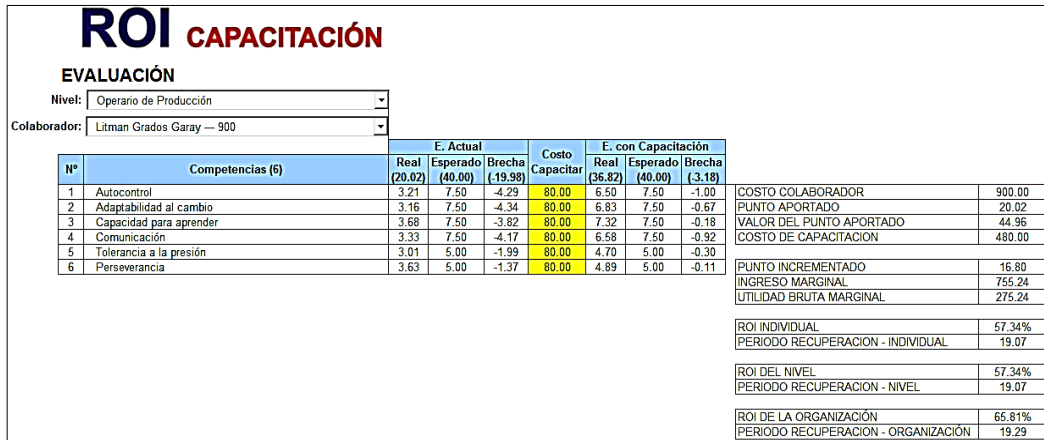 ROI CAPACITACIÓN
EVALUACIÓN
Nivel: Operario de Producción
Colaborador: Litman Grados Garay — 900
E. Actual Costo Capacitar E. con Capacitación
Nº Competencias (6) Real (20.02) Esperado (40.00) Brecha (-19.98) Real (36.82) Esperado (40.00) Brecha (-3.18)
1 Autocontrol 3.21 7.50 -4.29 80.00 6.50 7.50 -1.00
2 Adaptabilidad al cambio 3.16 7.50 -4.34 80.00 6.83 7.50 -0.67
3 Capacidad para aprender 3.68 7.50 -3.82 80.00 7.32 7.50 -0.18
4 Comunicación 3.33 7.50 -4.17 80.00 6.58 7.50 -0.92
5 Tolerancia a la presión 3.01 5.00 -1.99 80.00 4.70 5.00 -0.30
6 Perseverancia 3.63 5.00 -1.37 80.00 4.89 5.00 -0.11
COSTO COLABORADOR 900.00
PUNTO APORTADO 20.02
VALOR DEL PUNTO APORTADO 44.96
COSTO DE CAPACITACION 480.00
PUNTO INCREMENTADO 16.80
INGRESO MARGINAL 755.24
UTILIDAD BRUTA MARGINAL 275.24
ROI INDIVIDUAL 57.34%
PERIODO RECUPERACION - INDIVIDUAL 19.07
ROI DEL NIVEL 57.34%
PERIODO RECUPERACION - NIVEL 19.07
ROI DE LA ORGANIZACIÓN 65.81%
PERIODO RECUPERACION - ORGANIZACIÓN 19.29